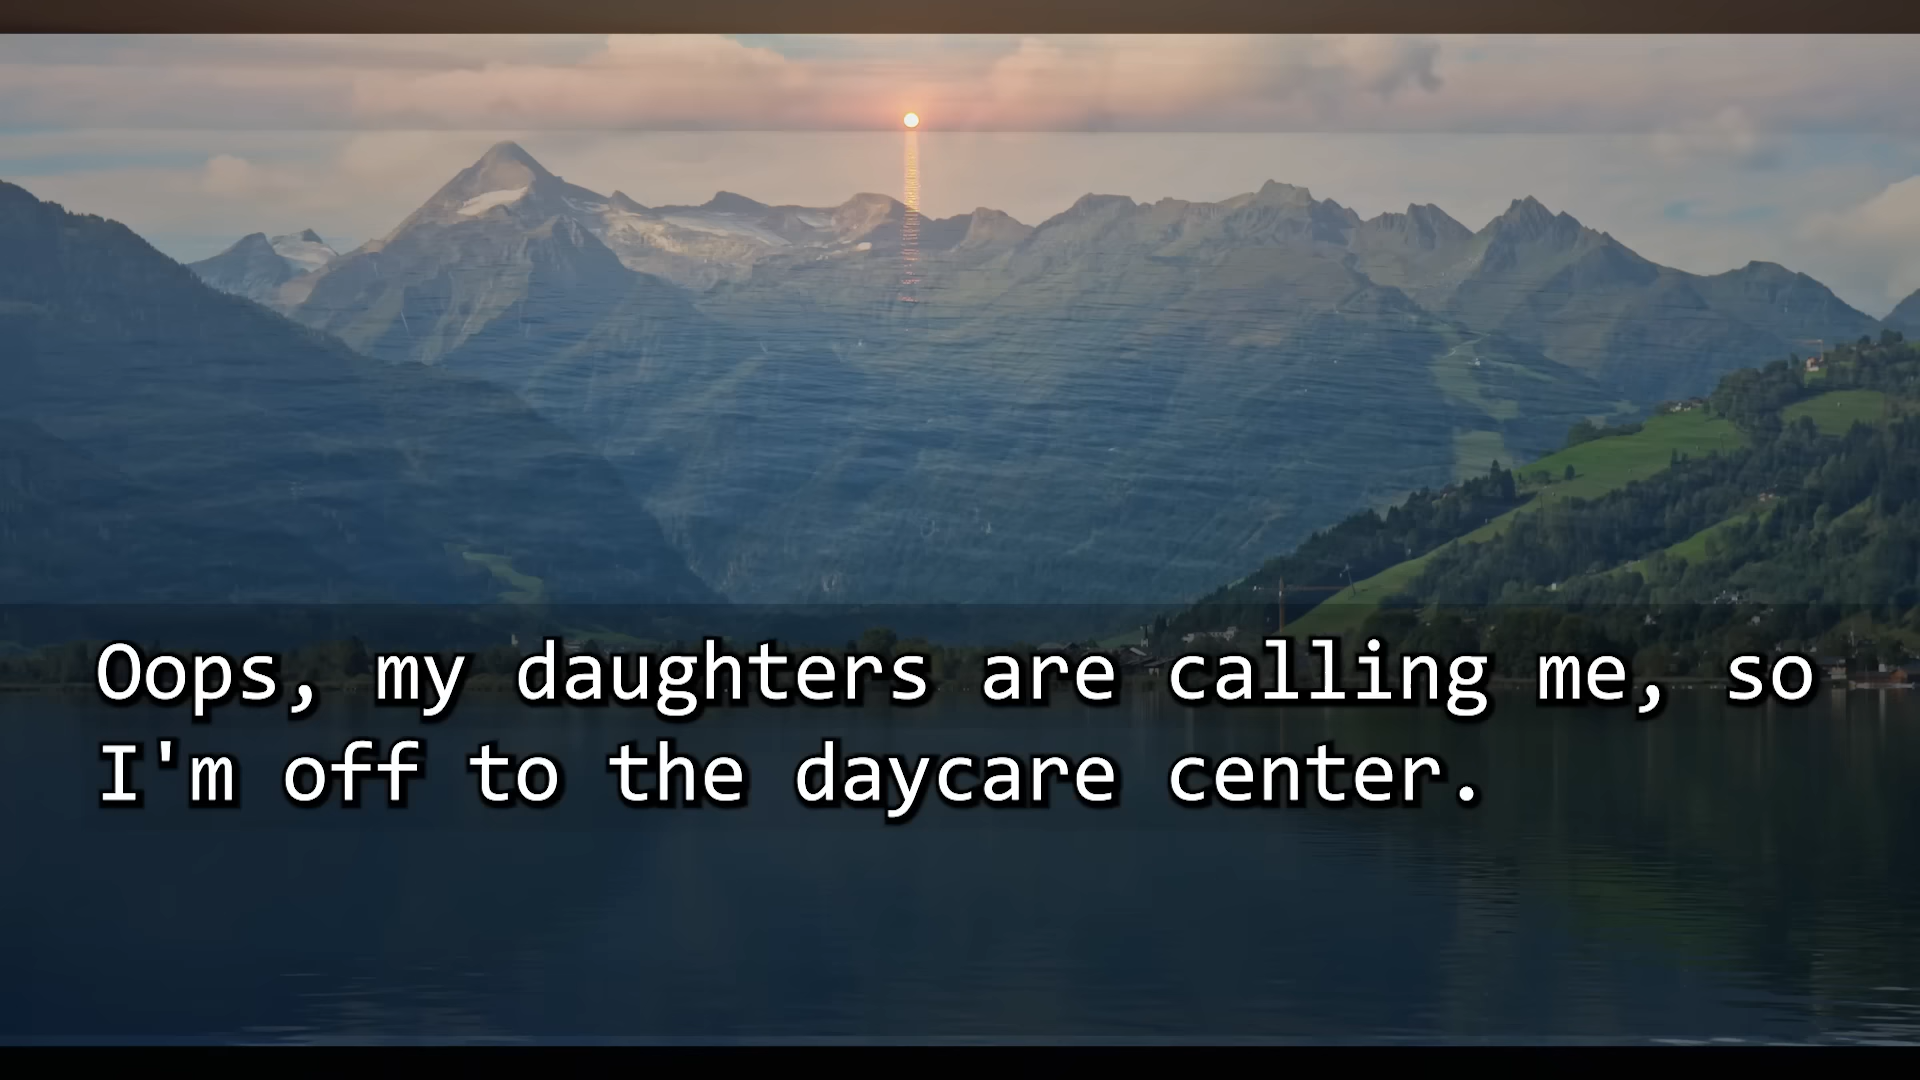 Oops, my daughters are calling me, so
I'm off to the daycare center.